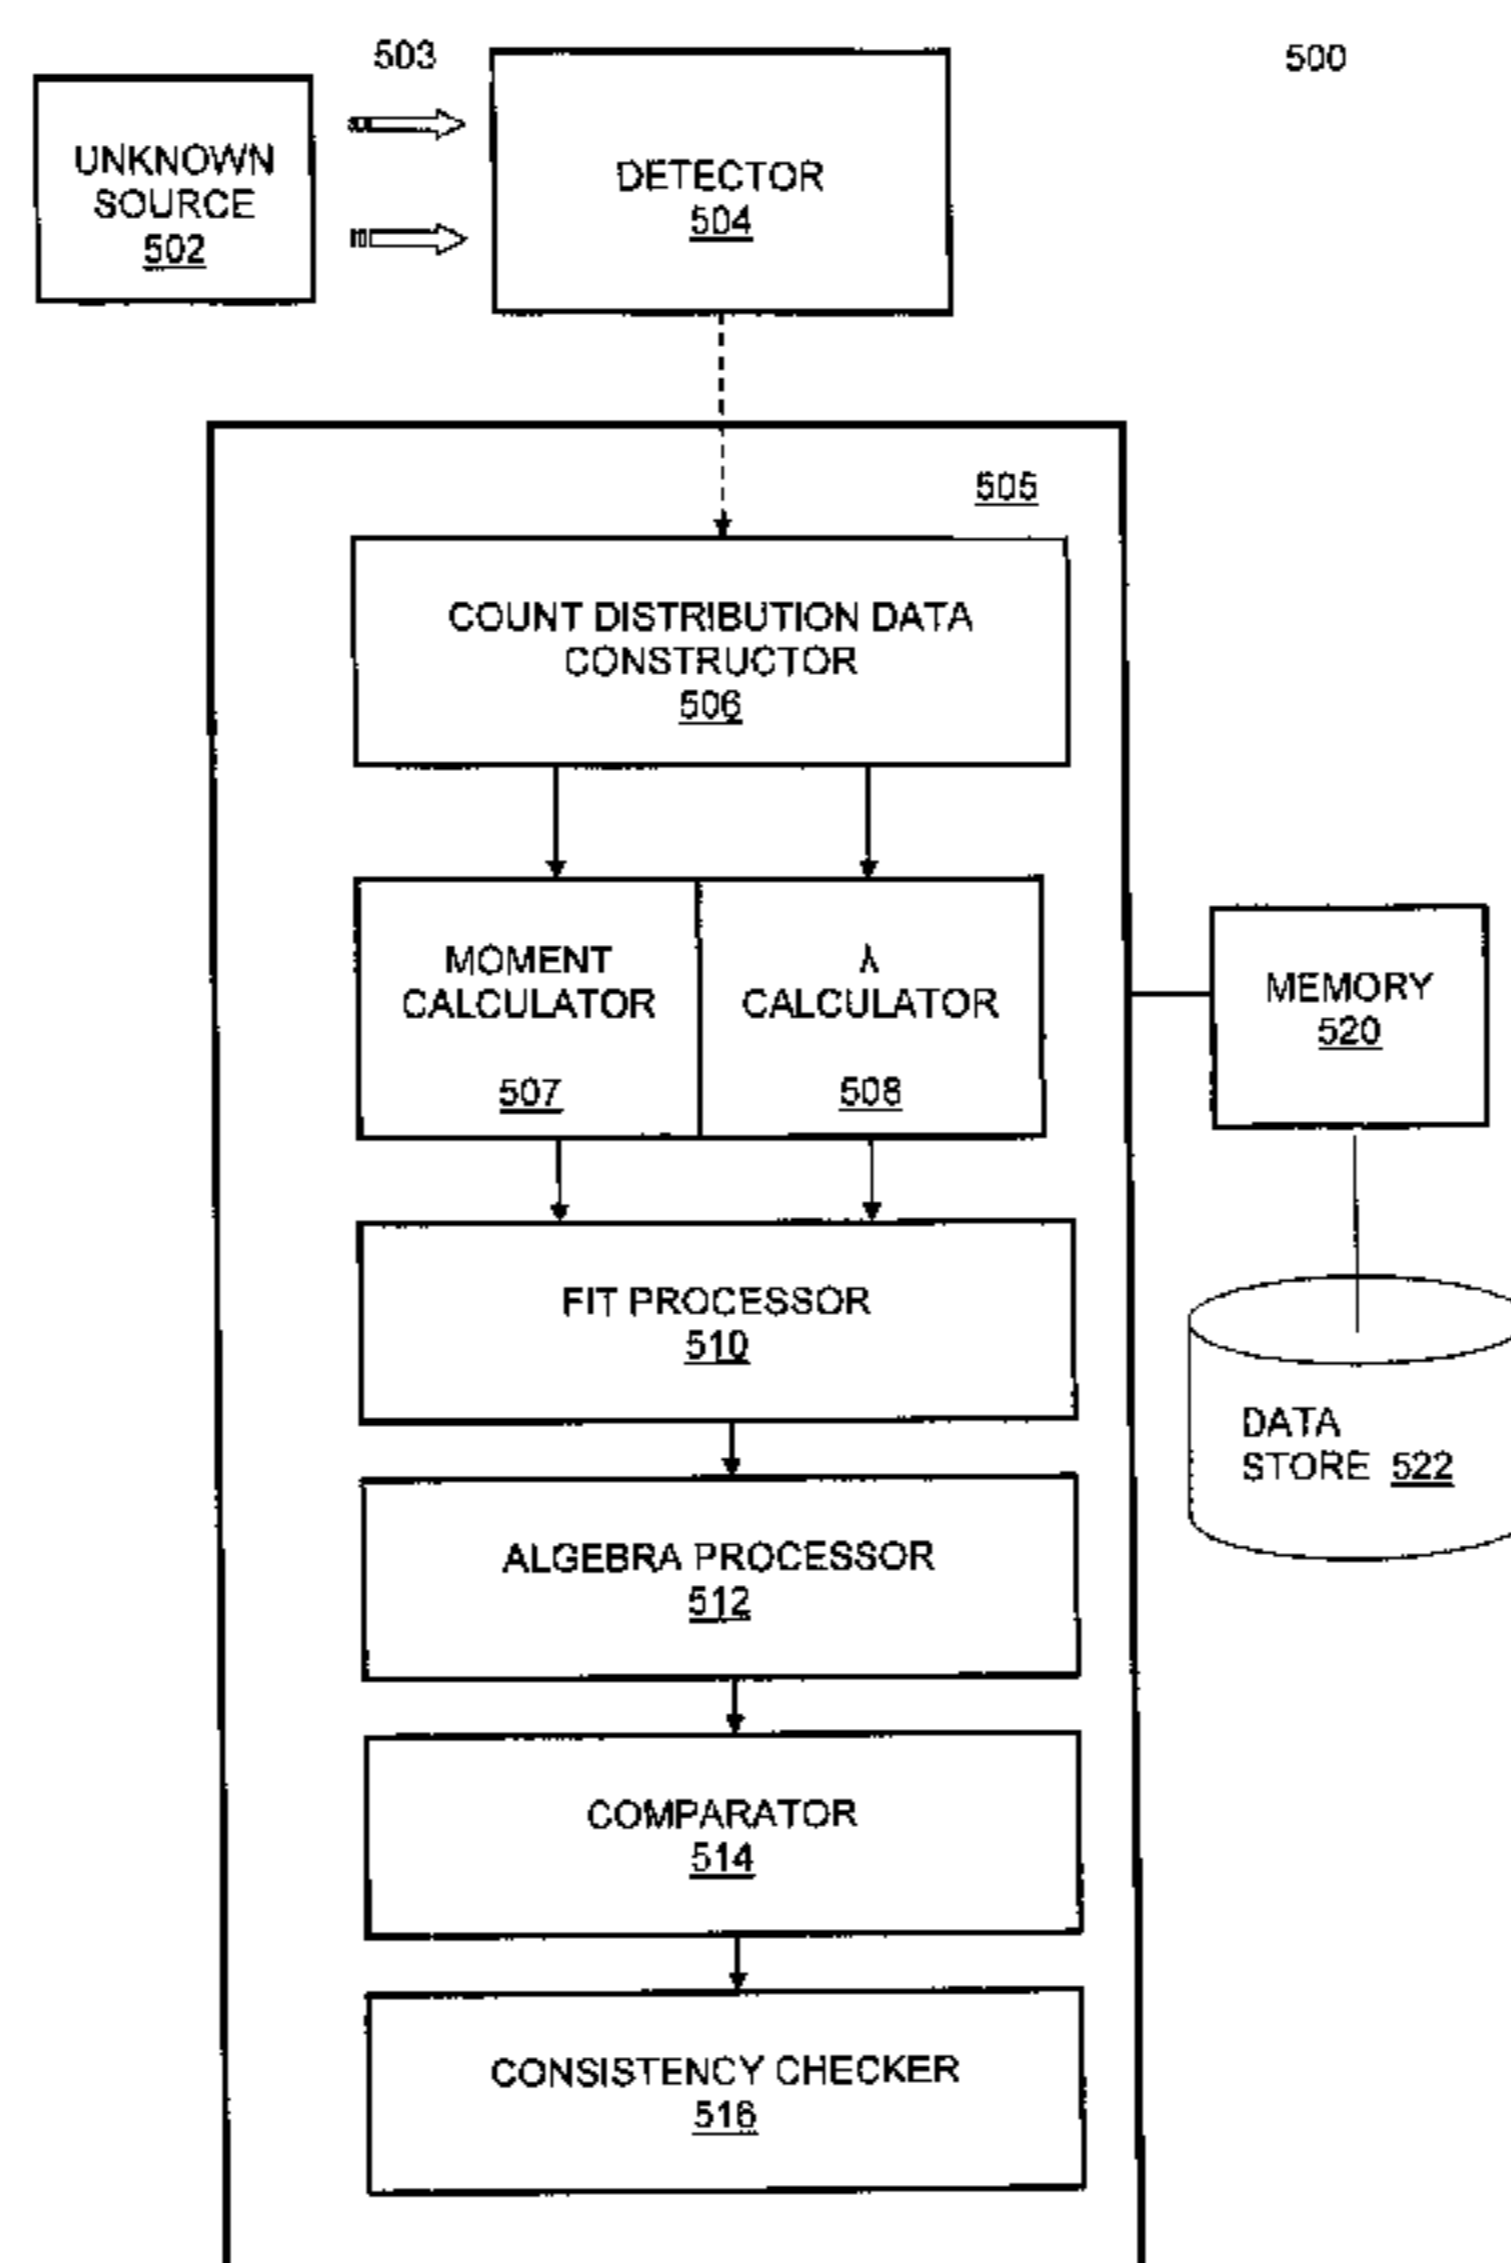 503
500
UNKNOWN
SOURCE
502
DETECTOR
504
505
COUNT DISTRIBUTION DATA
CONSTRUCTOR
506
MOMENT
CALCULATOR
507
λ
CALCULATOR
508
MEMORY
520
FIT PROCESSOR
510
DATA
STORE 522
ALGEBRA PROCESSOR
512
COMPARATOR
514
CONSISTENCY CHECKER
516